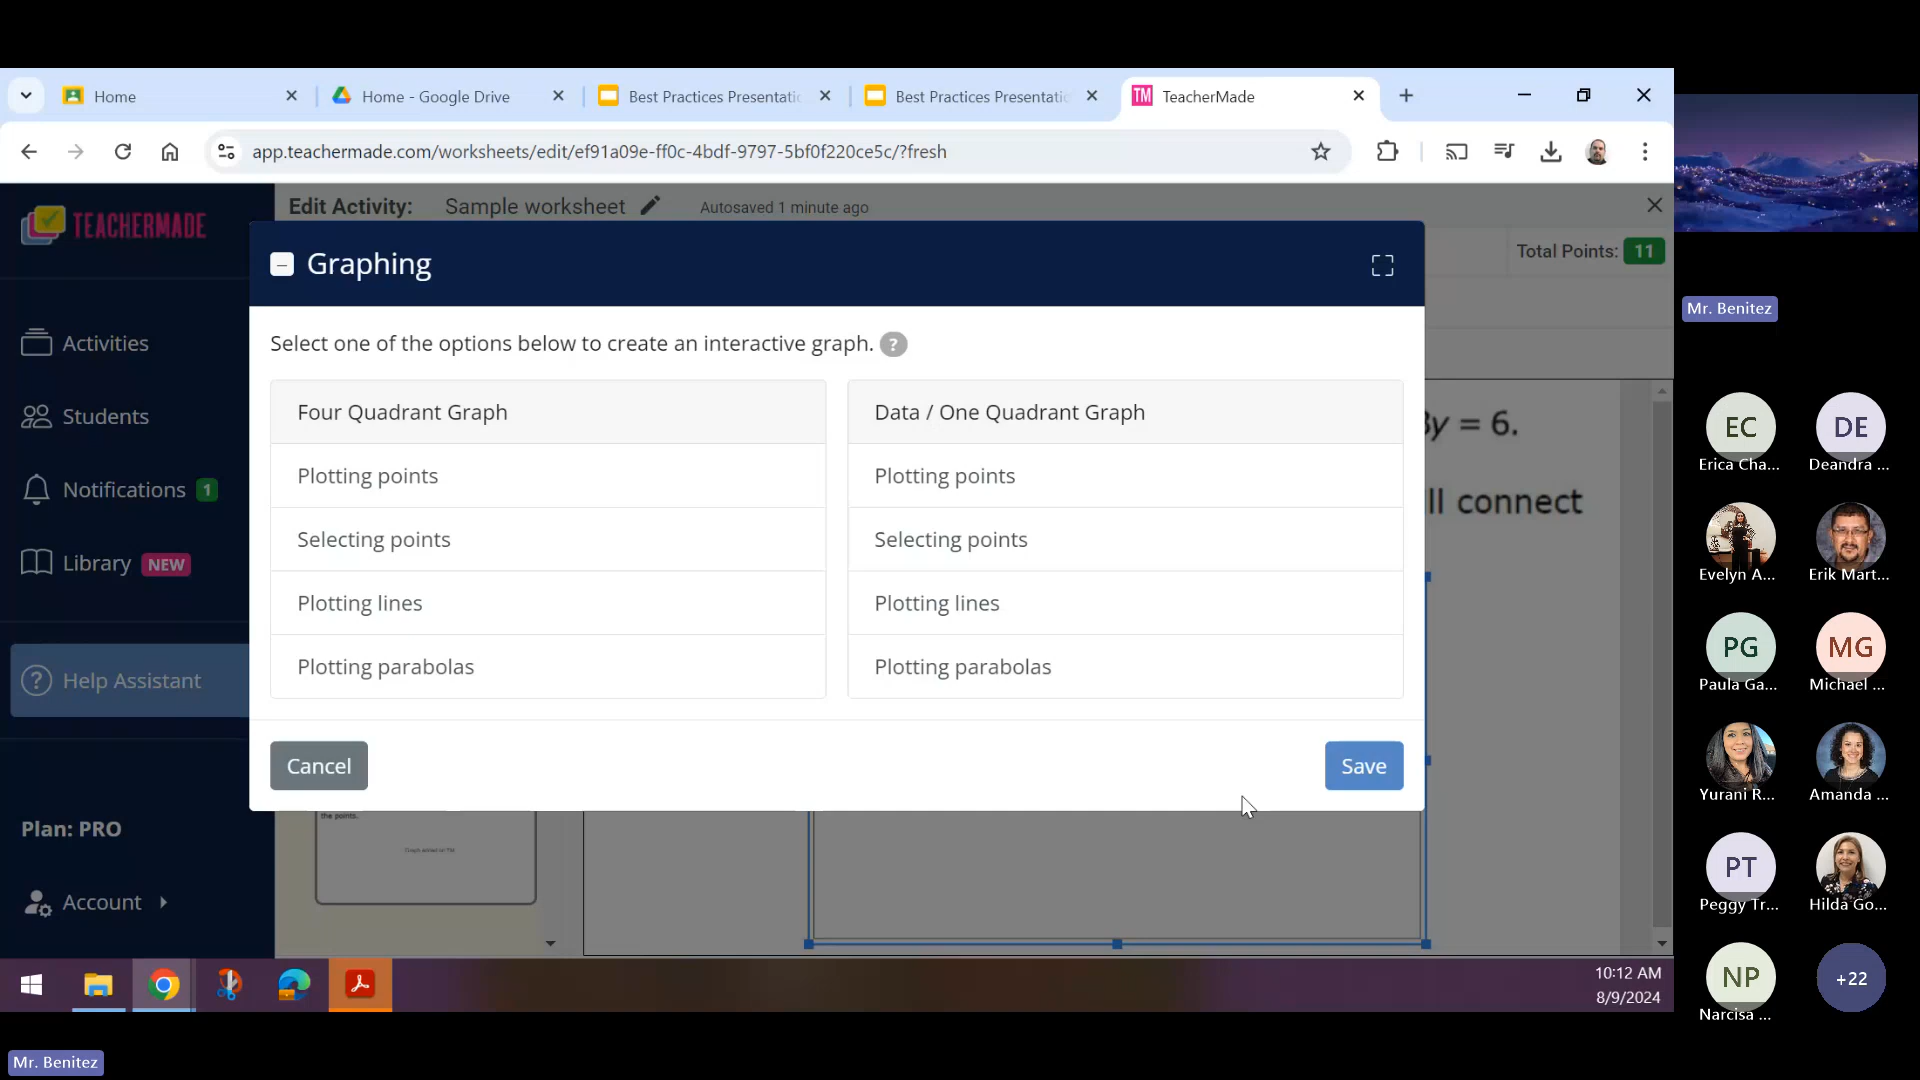 Home
Home - Google Drive
Best Practices Presentatic
Best Practices Presentatic
TM TeacherMade
app.teachermade.com/worksheets/edit/ef91a09e-ff0c-4bdf-9797-5bf0f220ce5c/?fresh
TEACHERMADE
Edit Activity: Sample worksheet Autosaved 1 minute ago
Total Points: 11
Graphing
Select one of the options below to create an interactive graph. ?
Four Quadrant Graph
Plotting points
Selecting points
Plotting lines
Plotting parabolas
Data / One Quadrant Graph
Plotting points
Selecting points
Plotting lines
Plotting parabolas
Cancel
Save
y = 6.
ll connect
Activities
Students
Notifications 1
Library NEW
Help Assistant
Plan: PRO
Account
the points.
10:12 AM
8/9/2024
Mr. Benitez
EC
Erica Cha...
DE
Deandra ...
Evelyn A...
Erik Mart...
PG
Paula Ga...
MG
Michael ...
Yurani R...
Amanda ...
PT
Peggy Tr...
Hilda Go...
NP
Narcisa ...
+22
Mr. Benitez